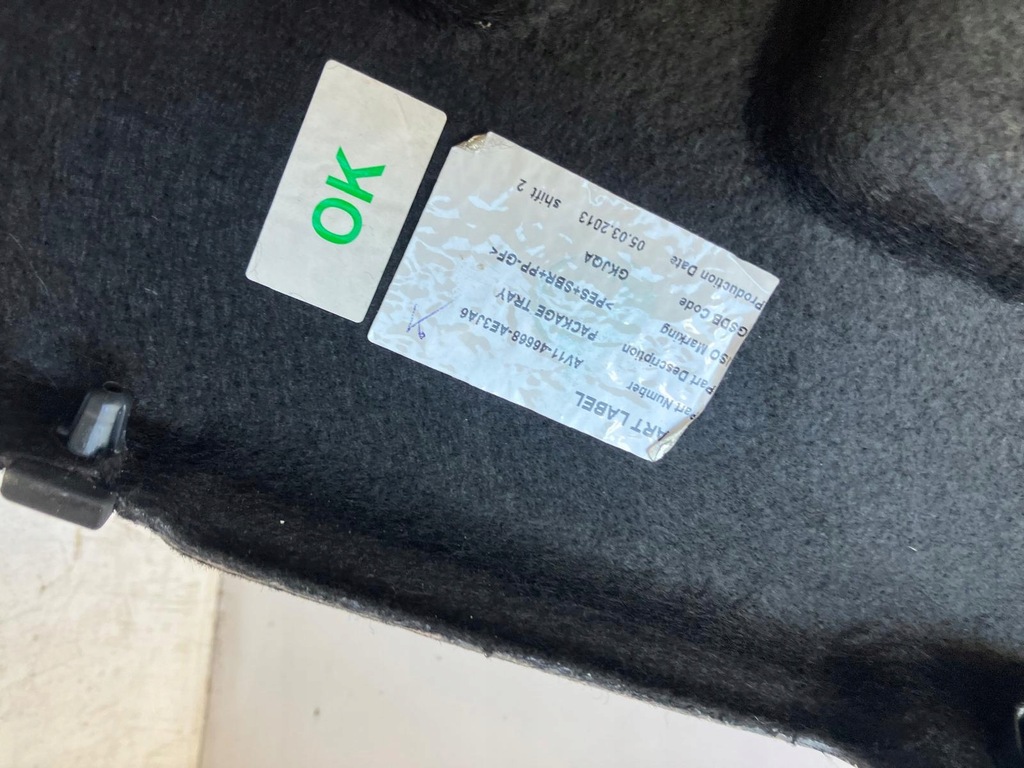 OK
PART LABEL
Part Number AV11-46668-AE3JA6
Part Description PACKAGE TRAY
ISO Marking >PES+SBR+PP-GF<
GSDB Code GKJQA
Production Date 05.03.2013 shift 2